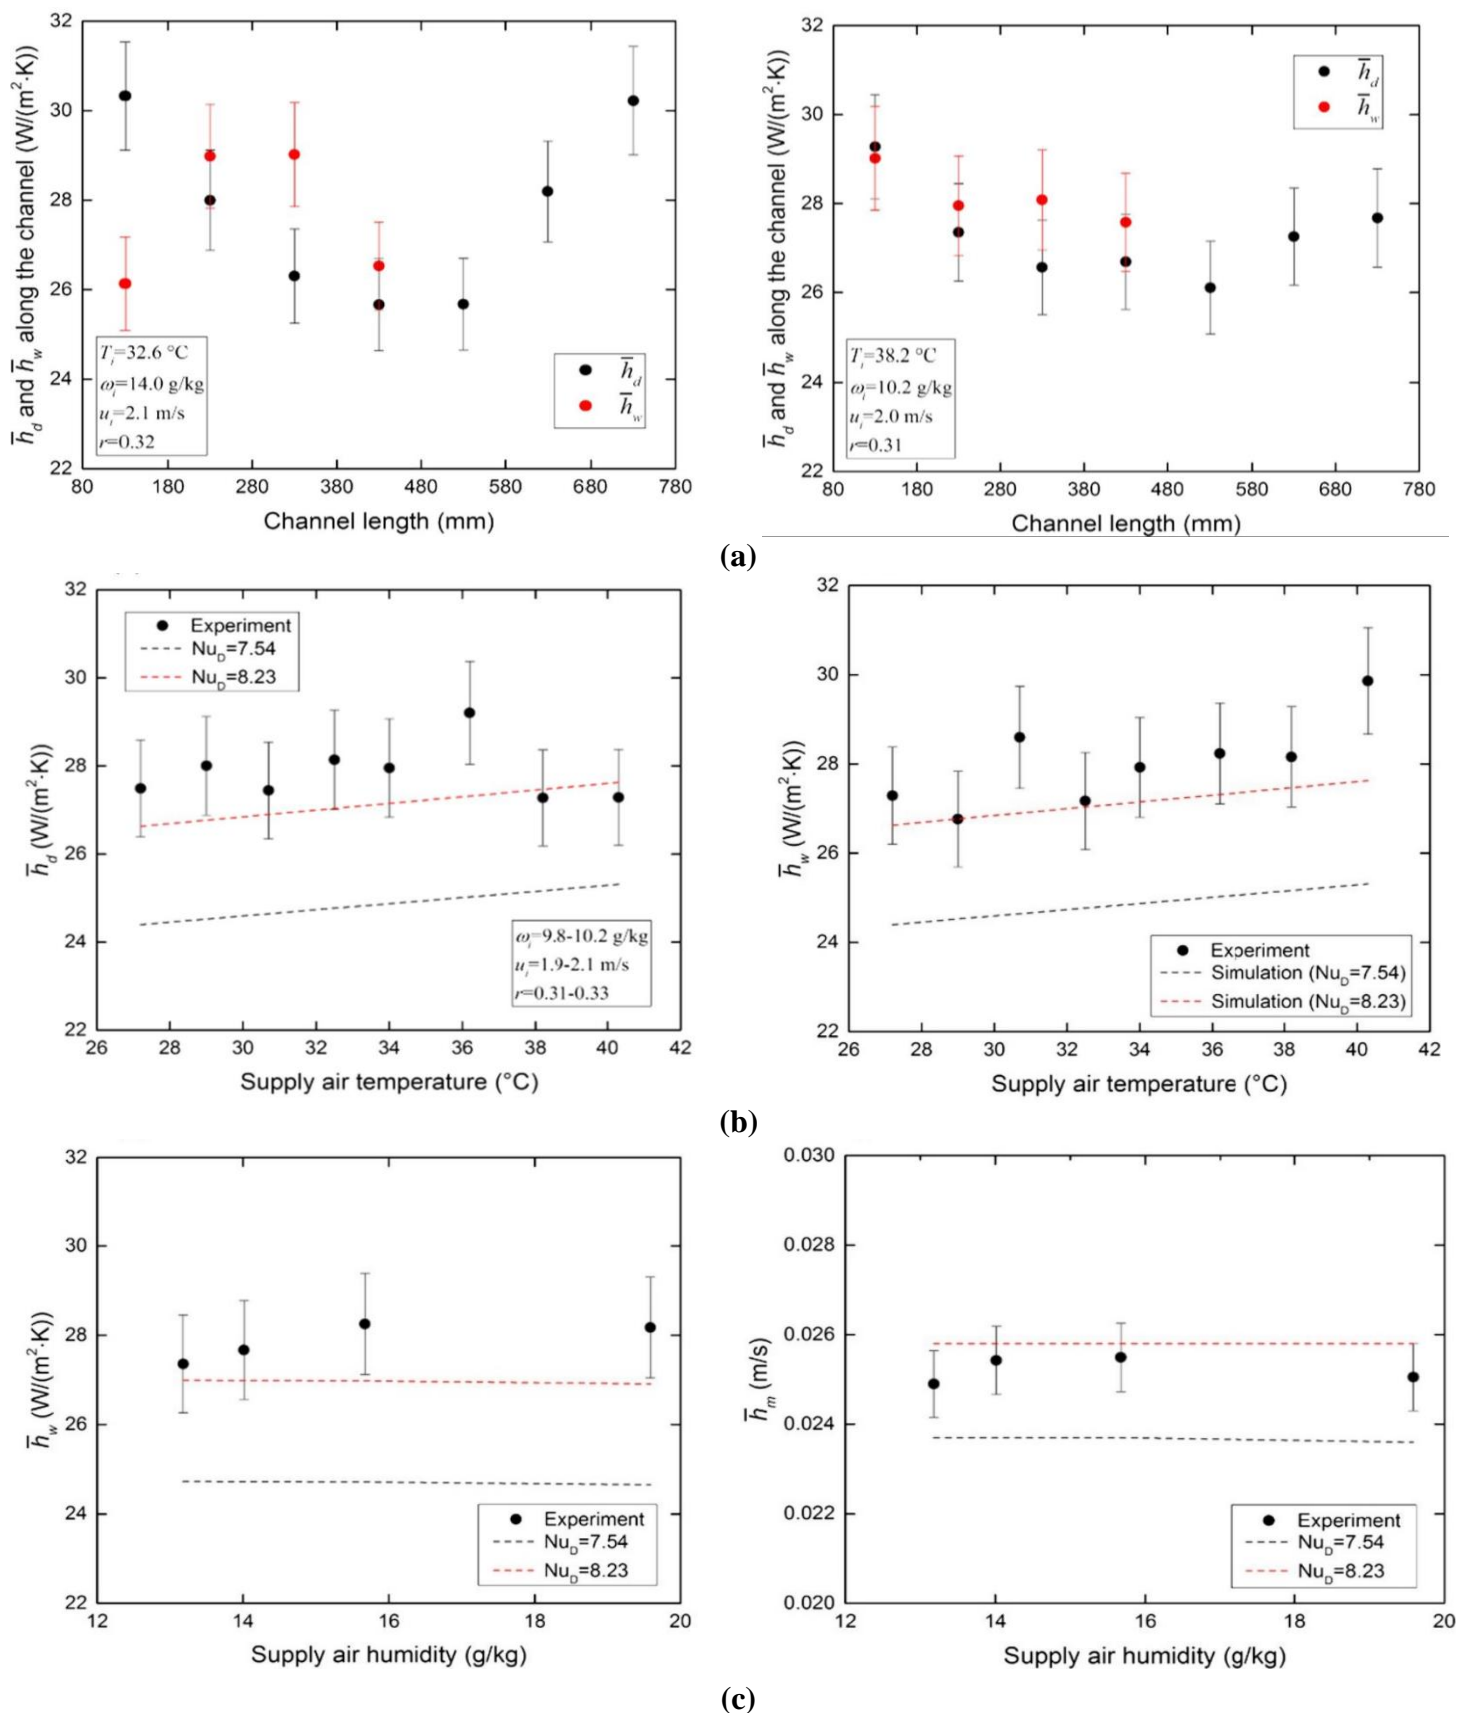 32
30
28
26
24
22
80 180 280 380 480 580 680 780
h̅d and h̅w along the channel (W/(m²·K))
Channel length (mm)
Ti=32.6 °C
ωi=14.0 g/kg
ui=2.1 m/s
r=0.32
h̅d
h̅w
32
30
28
26
24
22
80 180 280 380 480 580 680 780
h̅d and h̅w along the channel (W/(m²·K))
Channel length (mm)
Ti=38.2 °C
ωi=10.2 g/kg
ui=2.0 m/s
r=0.31
h̅d
h̅w
(a)
32
30
28
26
24
22
26 28 30 32 34 36 38 40 42
h̅d (W/(m²·K))
Supply air temperature (°C)
Experiment
NuD=7.54
NuD=8.23
ωi=9.8-10.2 g/kg
ui=1.9-2.1 m/s
r=0.31-0.33
32
30
28
26
24
22
26 28 30 32 34 36 38 40 42
h̅w (W/(m²·K))
Supply air temperature (°C)
Experiment
Simulation (NuD=7.54)
Simulation (NuD=8.23)
(b)
32
30
28
26
24
22
12 14 16 18 20
h̅w (W/(m²·K))
Supply air humidity (g/kg)
Experiment
NuD=7.54
NuD=8.23
0.030
0.028
0.026
0.024
0.022
0.020
12 14 16 18 20
h̅m (m/s)
Supply air humidity (g/kg)
Experiment
NuD=7.54
NuD=8.23
(c)